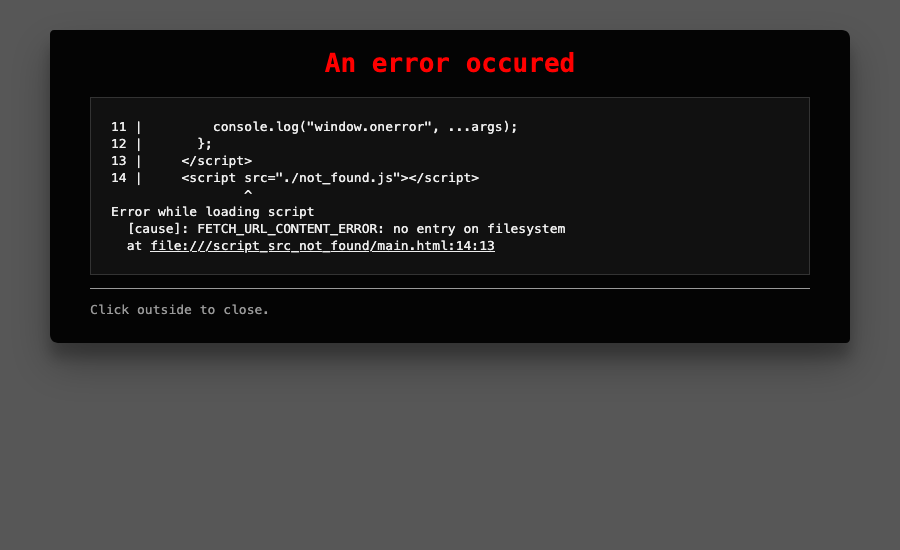 An error occured
11 |         console.log("window.onerror", ...args);
12 |       };
13 |     </script>
14 |     <script src="./not_found.js"></script>
                 ^
Error while loading script
  [cause]: FETCH_URL_CONTENT_ERROR: no entry on filesystem
  at file:///script_src_not_found/main.html:14:13
Click outside to close.